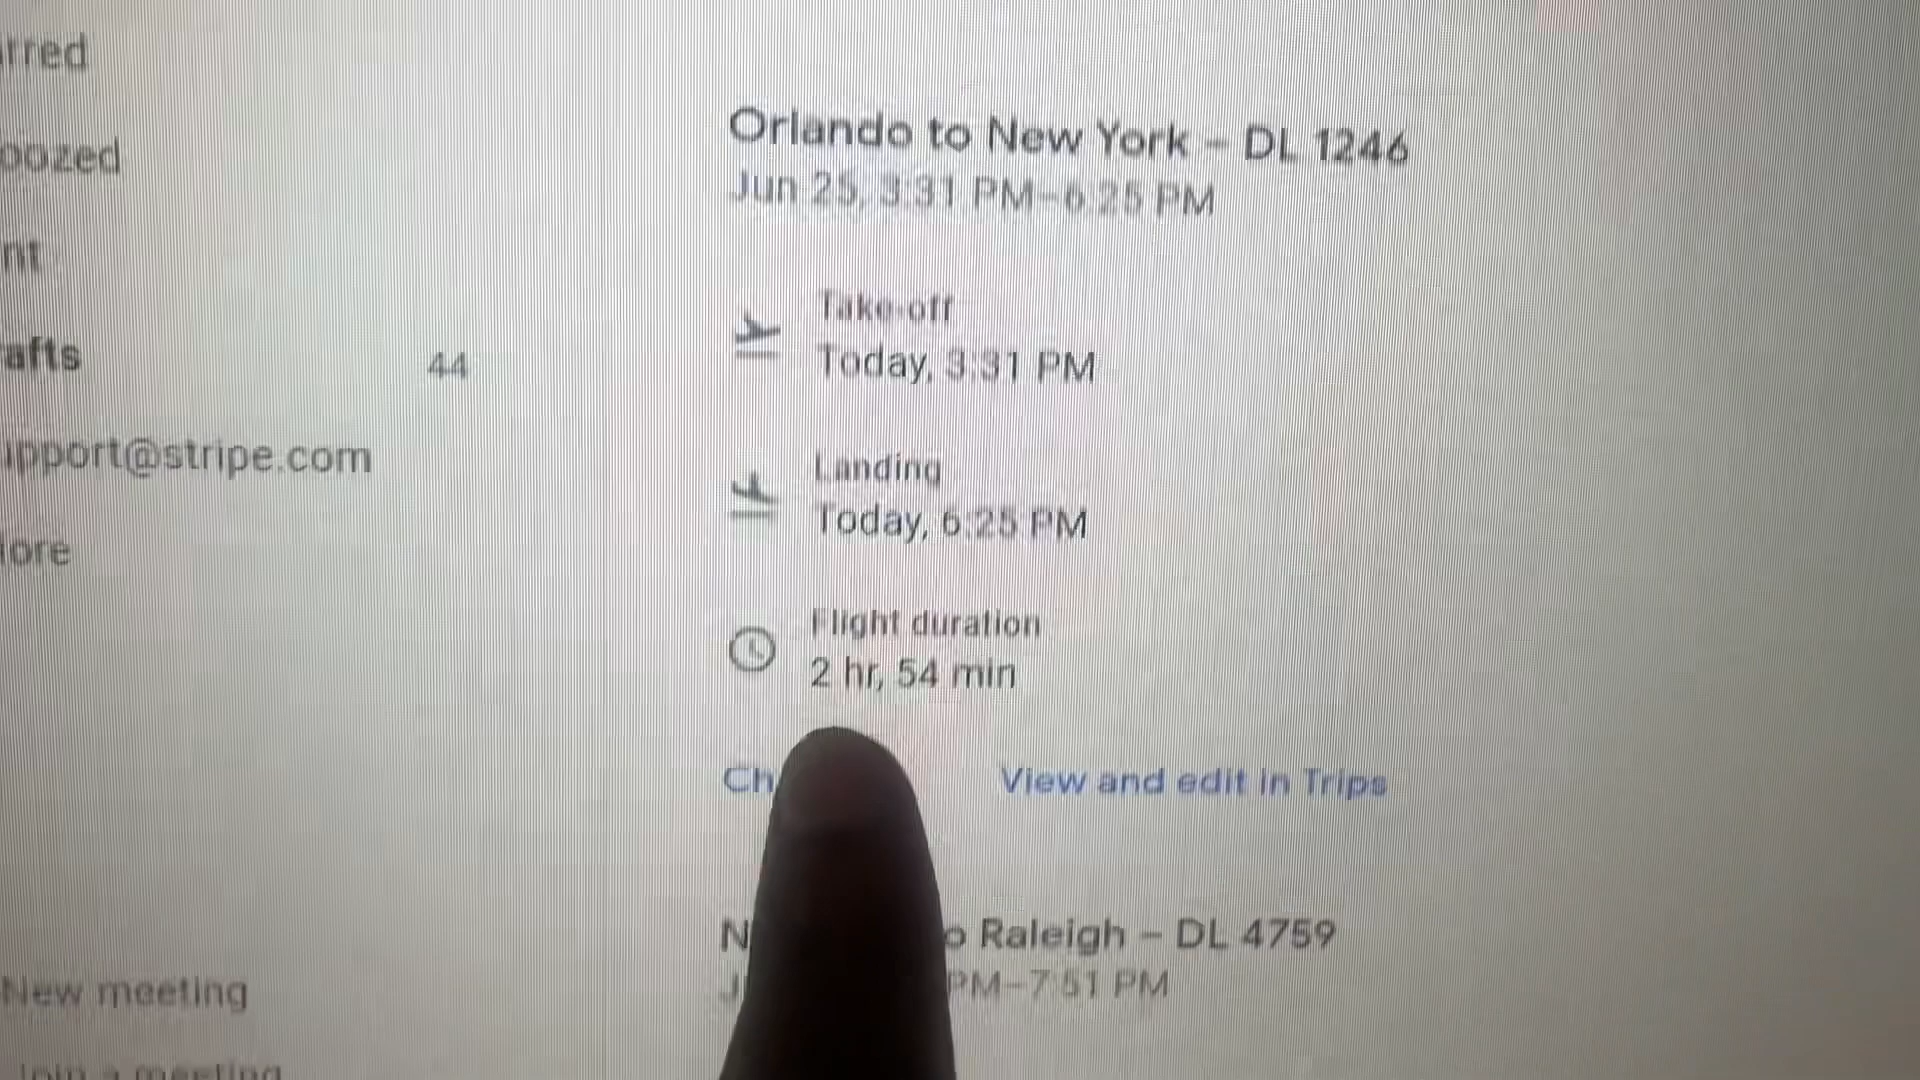 rred
oozed
nt
afts 44
pport@stripe.com
ore
New meeting
Join a meeting
Orlando to New York – DL 1246
Jun 25, 3:31 PM–6:25 PM
Take-off
Today, 3:31 PM
Landing
Today, 6:25 PM
Flight duration
2 hr, 54 min
Ch
View and edit in Trips
N o Raleigh – DL 4759
J PM–7:51 PM